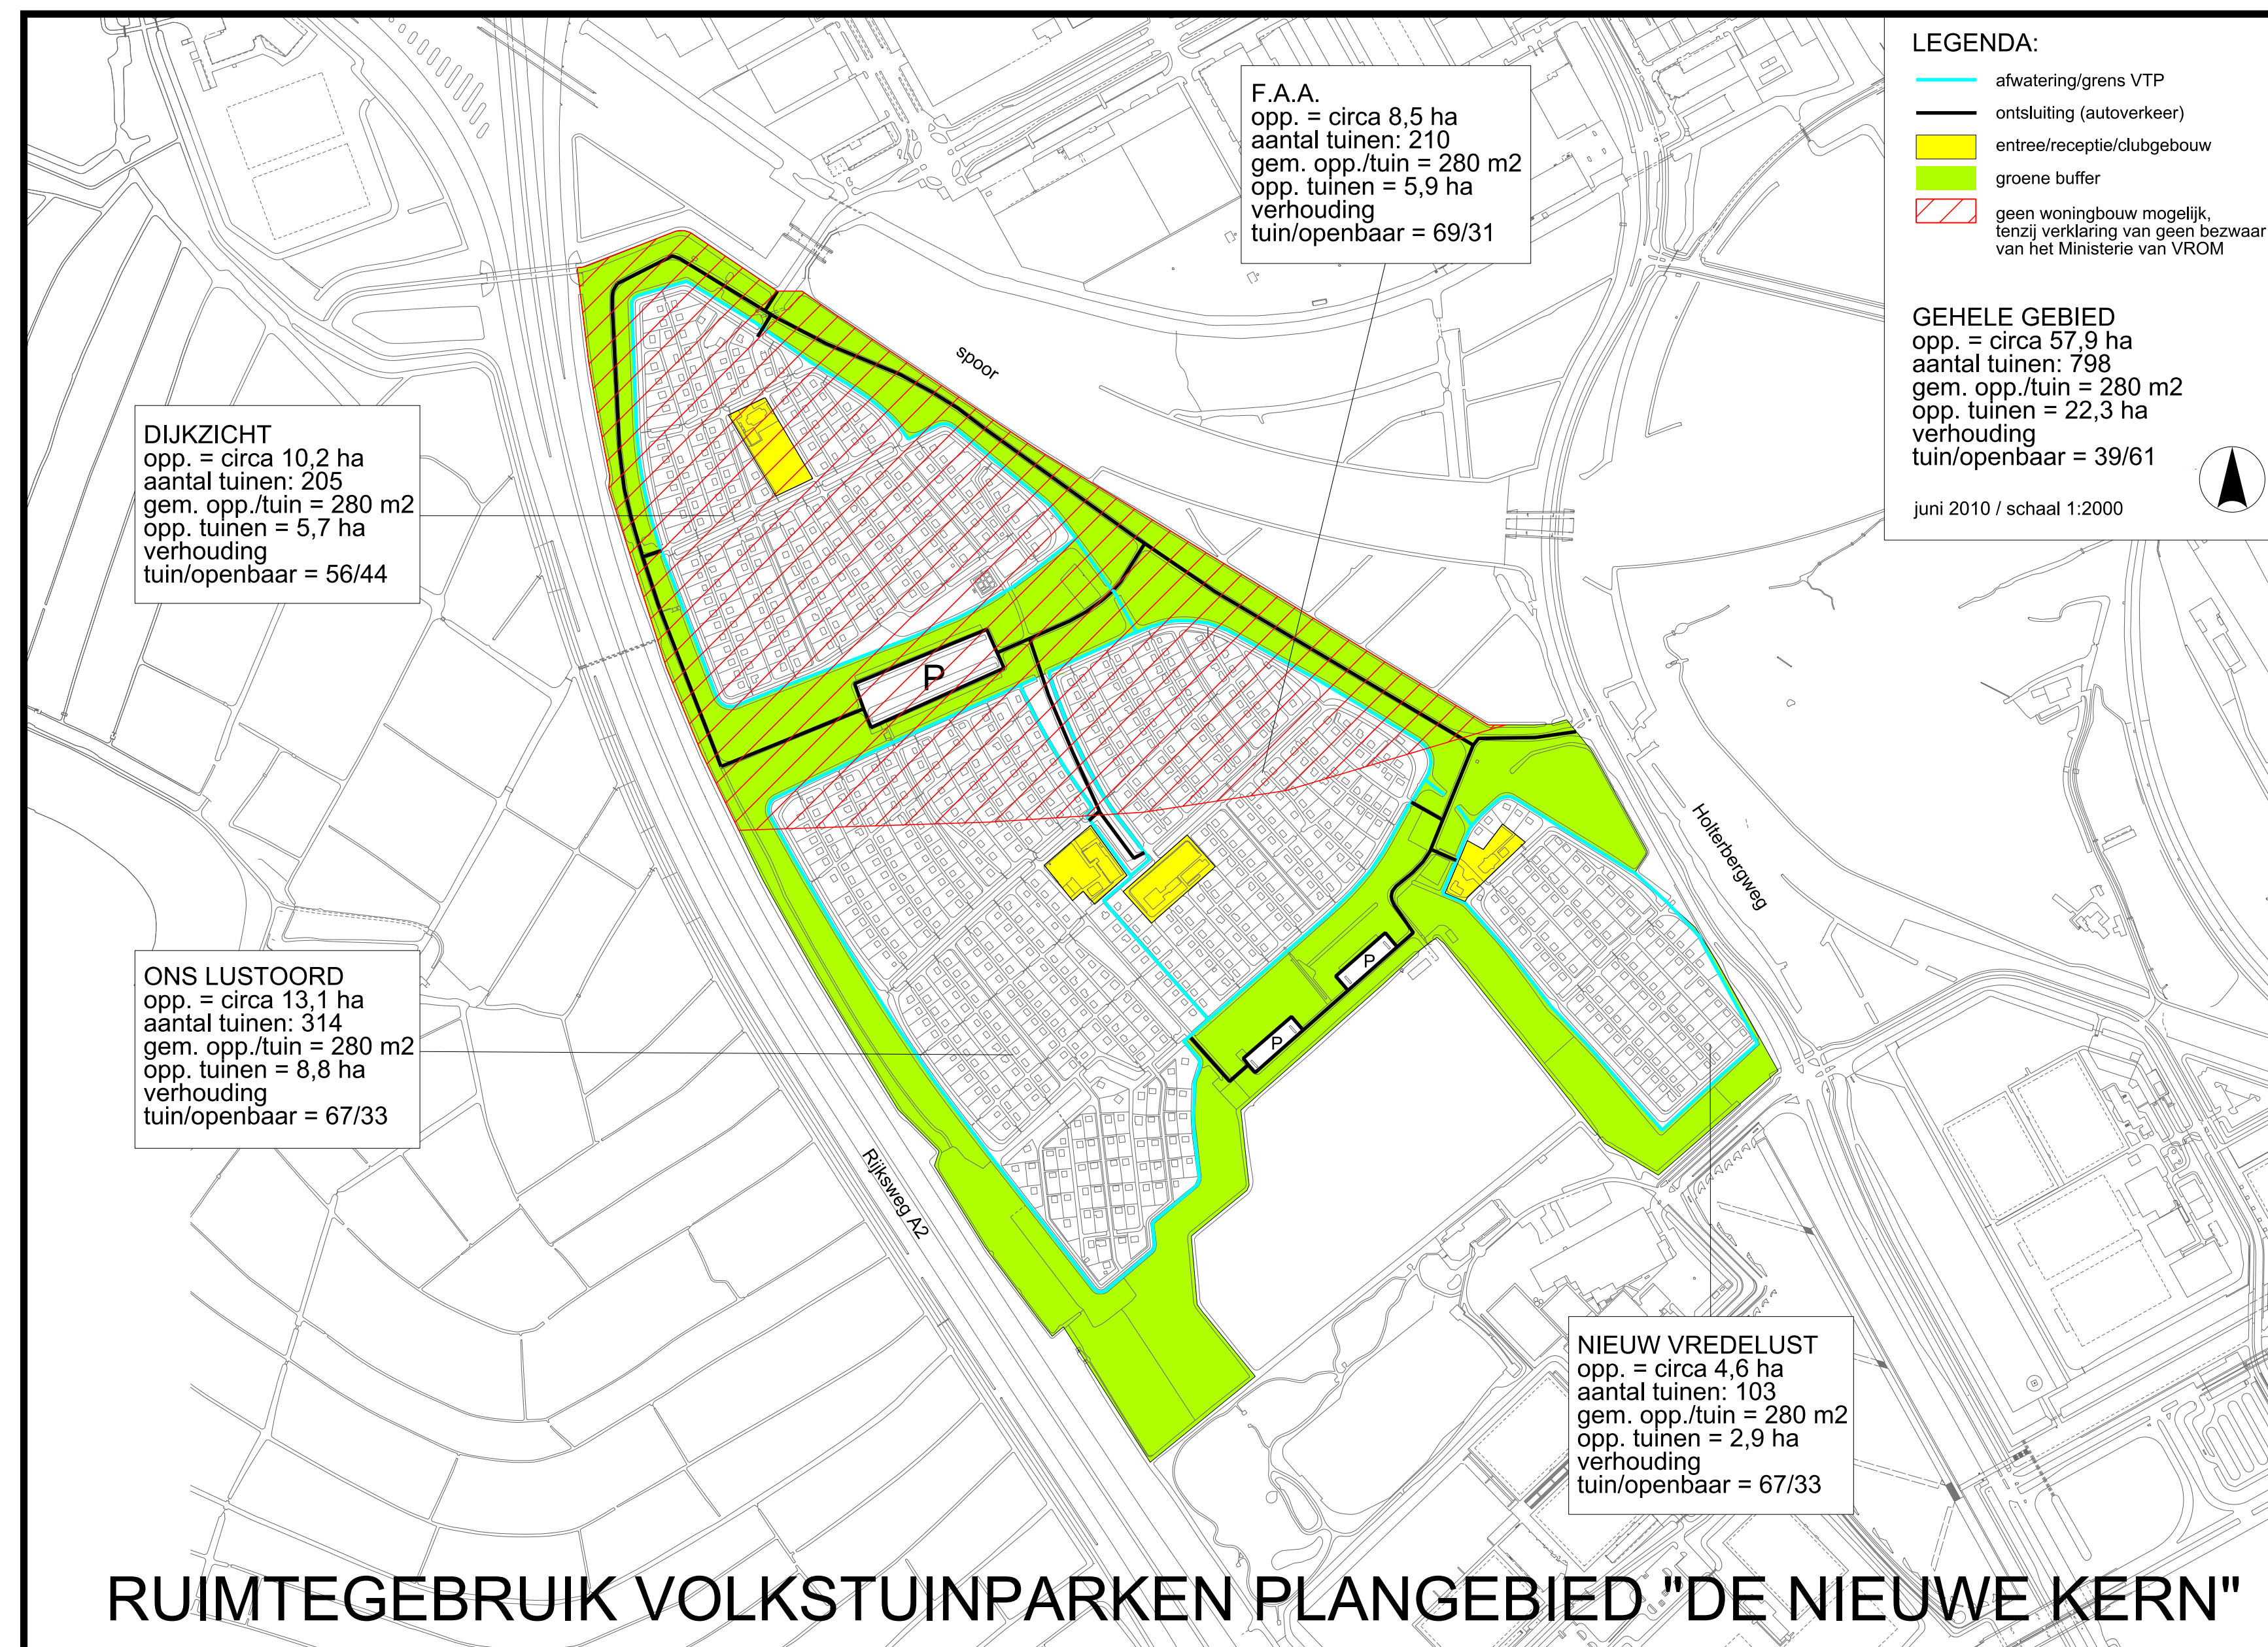 LEGENDA:
afwatering/grens VTP
ontsluiting (autoverkeer)
entree/receptie/clubgebouw
groene buffer
geen woningbouw mogelijk,
tenzij verklaring van geen bezwaar
van het Ministerie van VROM
GEHELE GEBIED
opp. = circa 57,9 ha
aantal tuinen: 798
gem. opp./tuin = 280 m2
opp. tuinen = 22,3 ha
verhouding
tuin/openbaar = 39/61
juni 2010 / schaal 1:2000
F.A.A.
opp. = circa 8,5 ha
aantal tuinen: 210
gem. opp./tuin = 280 m2
opp. tuinen = 5,9 ha
verhouding
tuin/openbaar = 69/31
spoor
DIJKZICHT
opp. = circa 10,2 ha
aantal tuinen: 205
gem. opp./tuin = 280 m2
opp. tuinen = 5,7 ha
verhouding
tuin/openbaar = 56/44
P
Holterbergweg
P
P
ONS LUSTOORD
opp. = circa 13,1 ha
aantal tuinen: 314
gem. opp./tuin = 280 m2
opp. tuinen = 8,8 ha
verhouding
tuin/openbaar = 67/33
Rijksweg A2
NIEUW VREDELUST
opp. = circa 4,6 ha
aantal tuinen: 103
gem. opp./tuin = 280 m2
opp. tuinen = 2,9 ha
verhouding
tuin/openbaar = 67/33
RUIMTEGEBRUIK VOLKSTUINPARKEN PLANGEBIED "DE NIEUWE KERN"